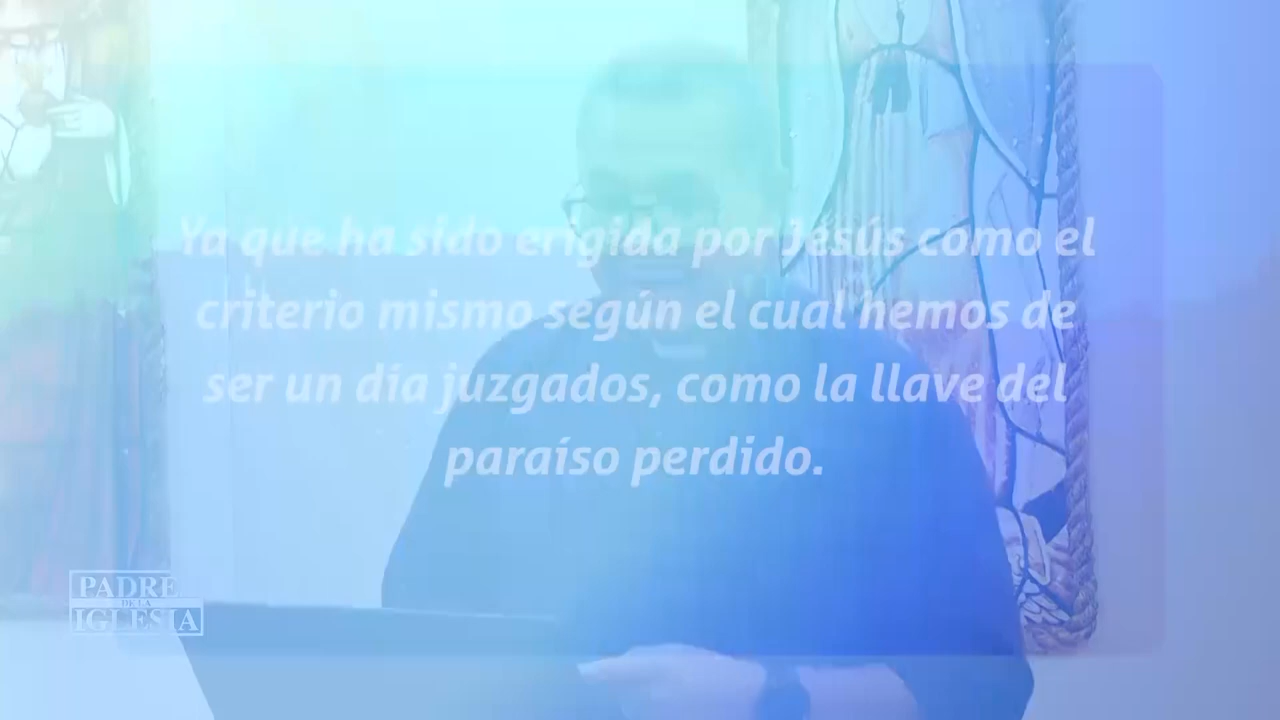 Ya que ha sido erigida por Jesús como el
criterio mismo según el cual hemos de
ser un día juzgados, como la llave del
paraíso perdido.
PADRE
DE LA
IGLESIA